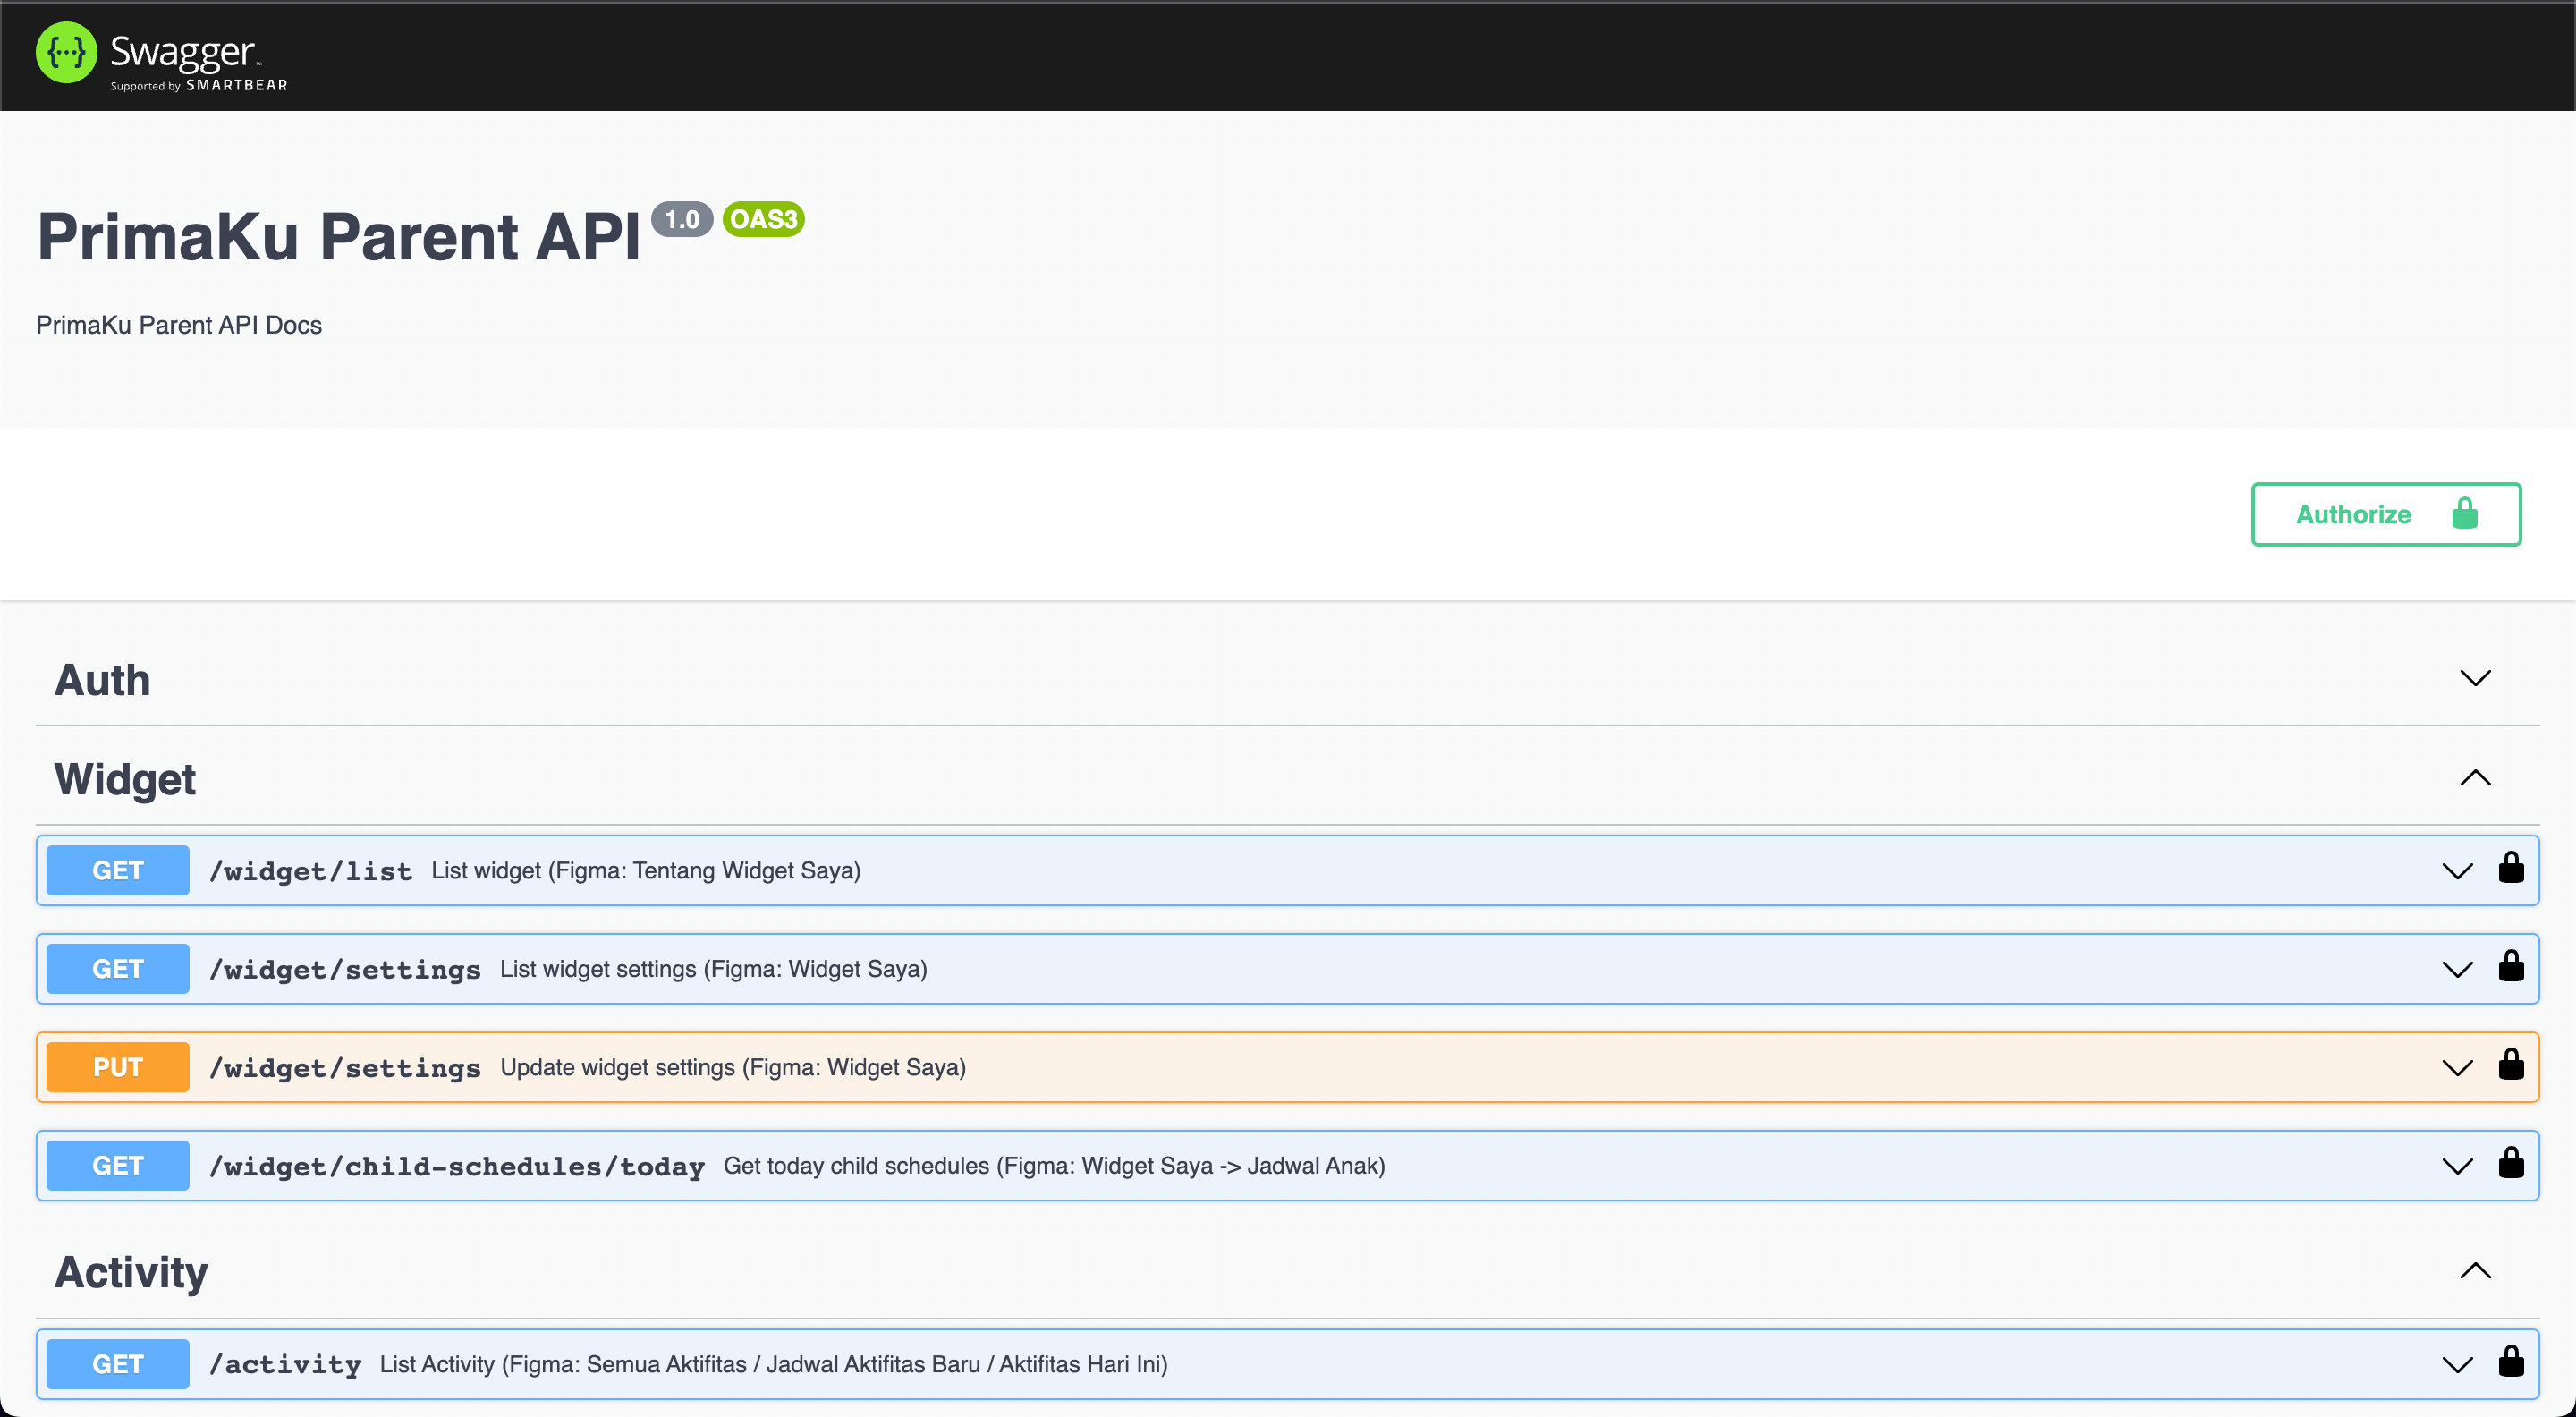 {···} Swagger™
Supported by SMARTBEAR
PrimaKu Parent API 1.0 OAS3
PrimaKu Parent API Docs
Authorize
Auth
Widget
GET /widget/list List widget (Figma: Tentang Widget Saya)
GET /widget/settings List widget settings (Figma: Widget Saya)
PUT /widget/settings Update widget settings (Figma: Widget Saya)
GET /widget/child-schedules/today Get today child schedules (Figma: Widget Saya -> Jadwal Anak)
Activity
GET /activity List Activity (Figma: Semua Aktifitas / Jadwal Aktifitas Baru / Aktifitas Hari Ini)